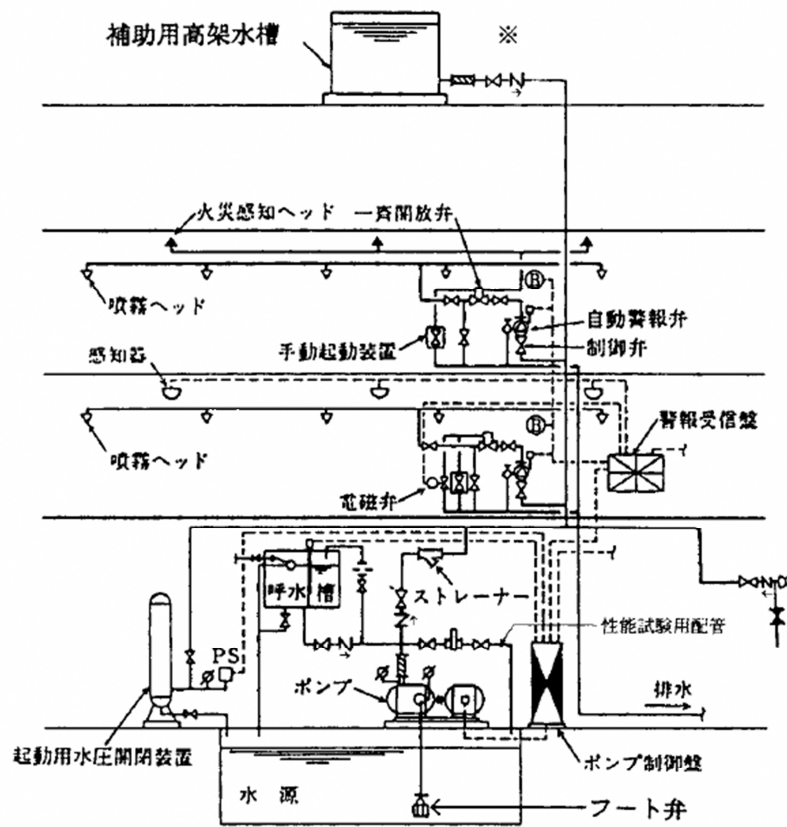 補助用高架水槽
※
火災感知ヘッド
一斉開放弁
B
噴霧ヘッド
自動警報弁
手動起動装置
制御弁
感知器
B
警報受信盤
噴霧ヘッド
電磁弁
呼水槽
ストレーナー
性能試験用配管
PS
ポンプ
排水
起動用水圧開閉装置
ポンプ制御盤
水源
フート弁